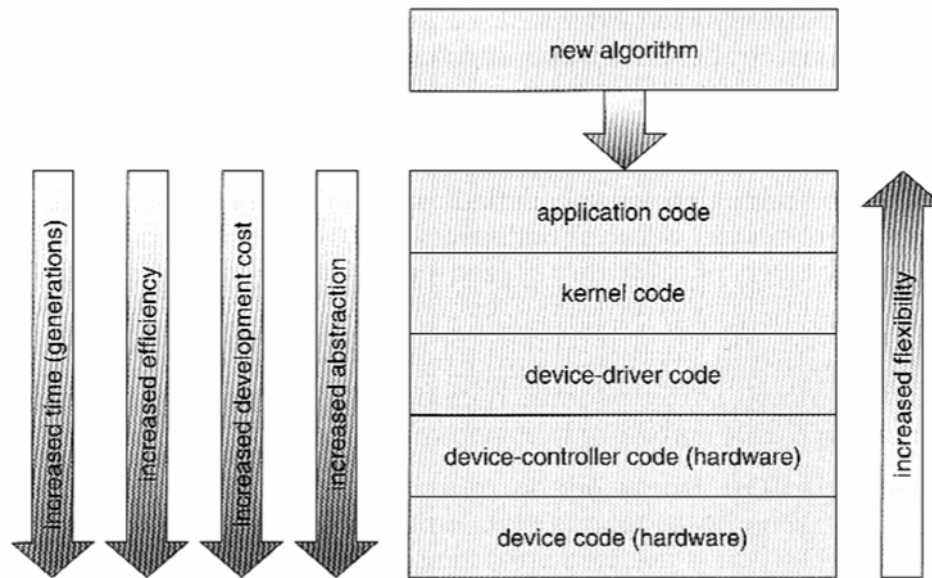 new algorithm
application code
kernel code
device-driver code
device-controller code (hardware)
device code (hardware)
increased time (generations)
increased efficiency
increased development cost
increased abstraction
increased flexibility